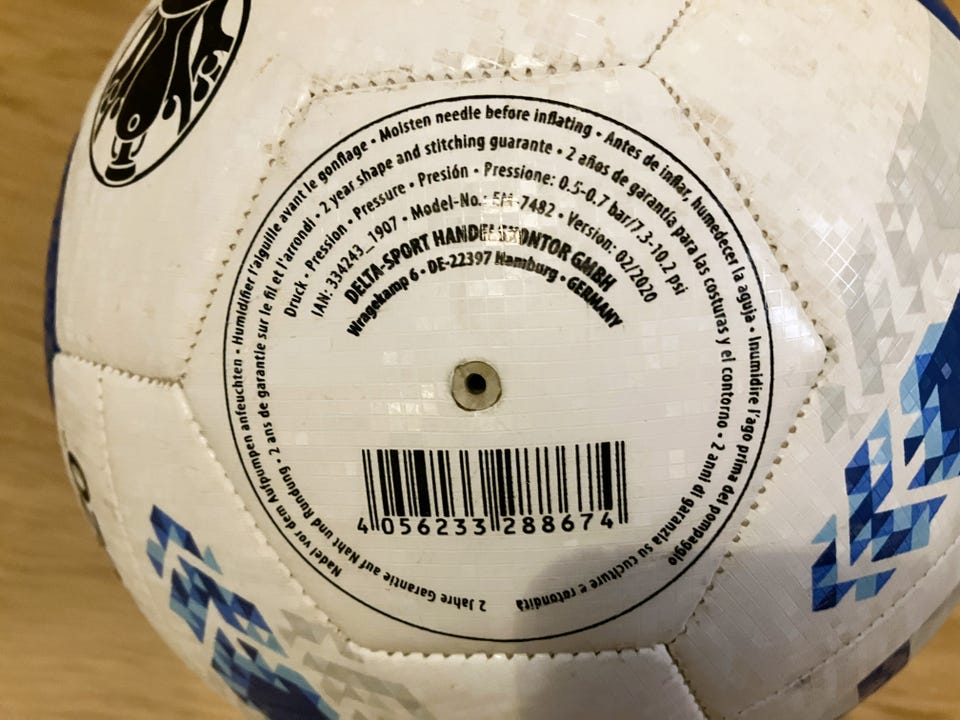 Nadel vor dem Aufpumpen anfeuchten • Humidifier l'aiguille avant le gonflage • Moisten needle before inflating • Antes de inflar, humedecer la aguja • Inumidire l'ago prima del pompaggio
2 Jahre Garantie auf Naht und Rundung • 2 ans de garantie sur le fil et l'arrondi • 2 year shape and stitching guarante • 2 años de garantía para las costuras y el contorno • 2 anni di garanzia su cuciture e rotondità
Druck • Pression • Pressure • Presión • Pressione: 0.5-0.7 bar/7.3-10.2 psi
IAN: 334243_1907 • Model-No.: EM-7482 • Version: 02/2020
DELTA-SPORT HANDELSKONTOR GMBH
Wragekamp 6 • DE-22397 Hamburg • GERMANY
4 056233 288674